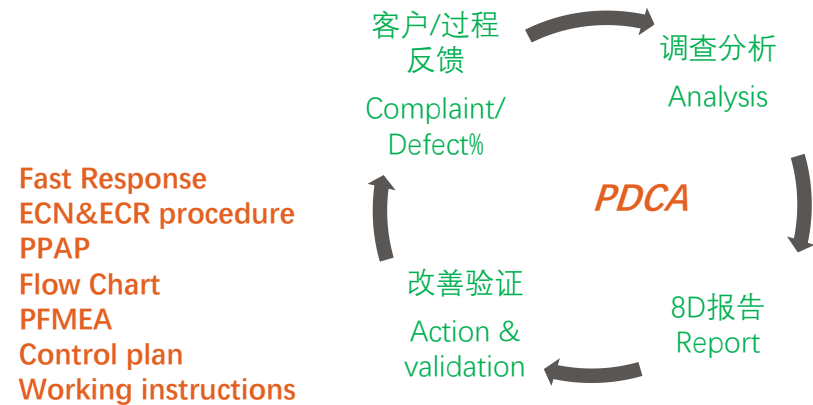 客户/过程
反馈
Complaint/
Defect%
调查分析
Analysis
Fast Response
ECN&ECR procedure
PPAP
Flow Chart
PFMEA
Control plan
Working instructions
PDCA
改善验证
Action &
validation
8D报告
Report